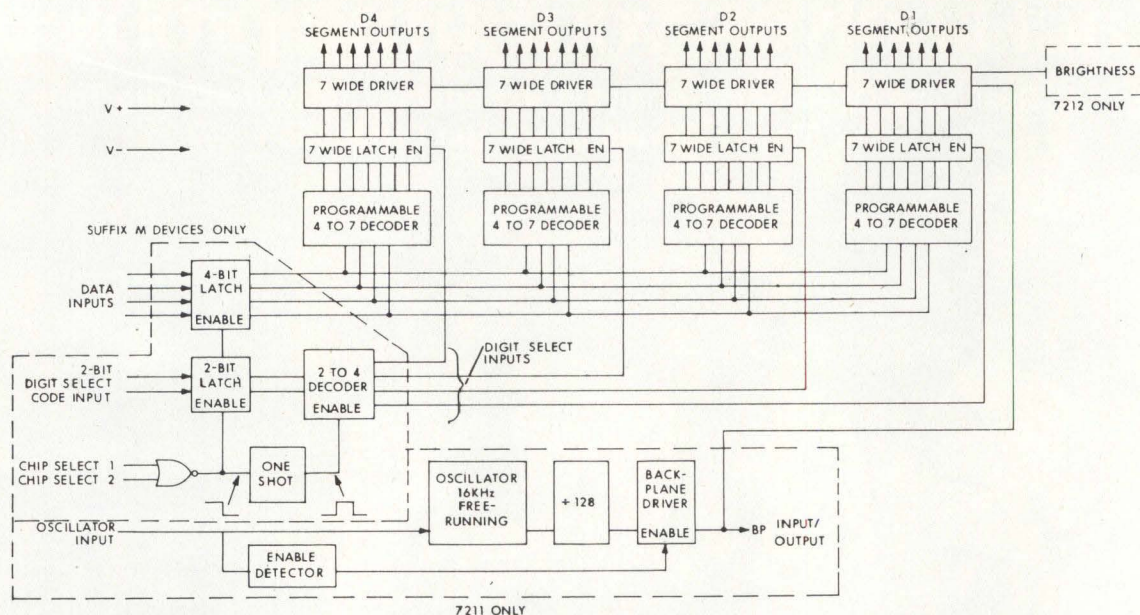 D4
SEGMENT OUTPUTS
D3
SEGMENT OUTPUTS
D2
SEGMENT OUTPUTS
D1
SEGMENT OUTPUTS
7 WIDE DRIVER
7 WIDE DRIVER
7 WIDE DRIVER
7 WIDE DRIVER
BRIGHTNESS
7212 ONLY
V+
V-
7 WIDE LATCH EN
7 WIDE LATCH EN
7 WIDE LATCH EN
7 WIDE LATCH EN
PROGRAMMABLE
4 TO 7 DECODER
PROGRAMMABLE
4 TO 7 DECODER
PROGRAMMABLE
4 TO 7 DECODER
PROGRAMMABLE
4 TO 7 DECODER
SUFFIX M DEVICES ONLY
DATA
INPUTS
4-BIT
LATCH
ENABLE
2-BIT
DIGIT SELECT
CODE INPUT
2-BIT
LATCH
ENABLE
2 TO 4
DECODER
ENABLE
DIGIT SELECT
INPUTS
CHIP SELECT 1
CHIP SELECT 2
ONE
SHOT
OSCILLATOR
16KHz
FREE-
RUNNING
÷128
BACK-
PLANE
DRIVER
ENABLE
BP INPUT/
OUTPUT
OSCILLATOR
INPUT
ENABLE
DETECTOR
7211 ONLY